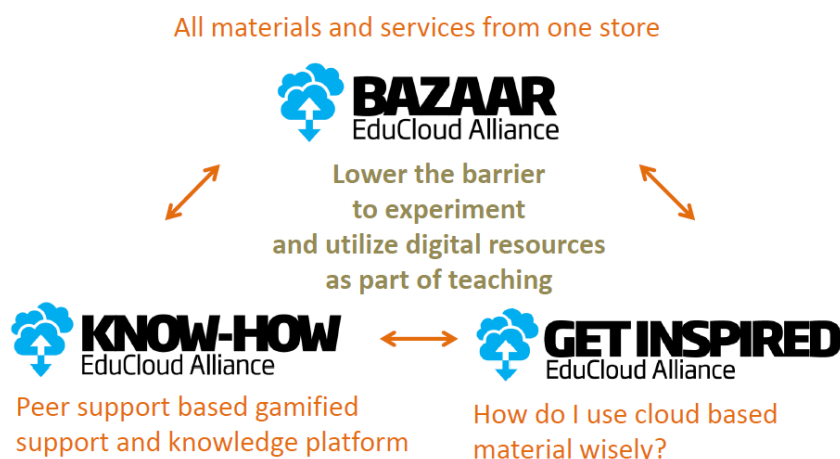 All materials and services from one store
BAZAAR
EduCloud Alliance
Lower the barrier
to experiment
and utilize digital resources
as part of teaching
KNOW-HOW
EduCloud Alliance
Peer support based gamified
support and knowledge platform
GET INSPIRED
EduCloud Alliance
How do I use cloud based
material wisely?